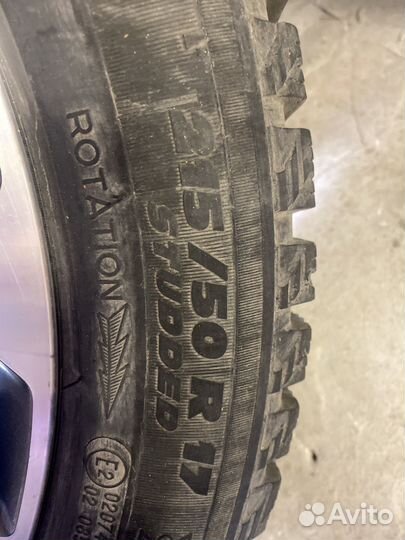 215/50 R 17
STUDDED
ROTATION
E2
Avito